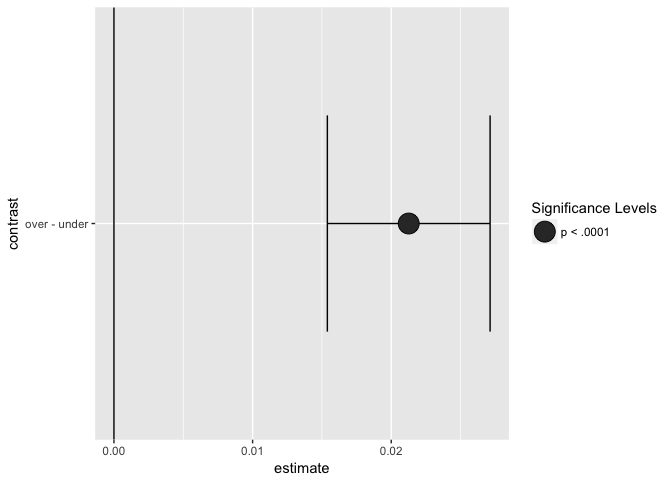 contrast
over - under
0.00
0.01
0.02
estimate
Significance Levels
p < .0001